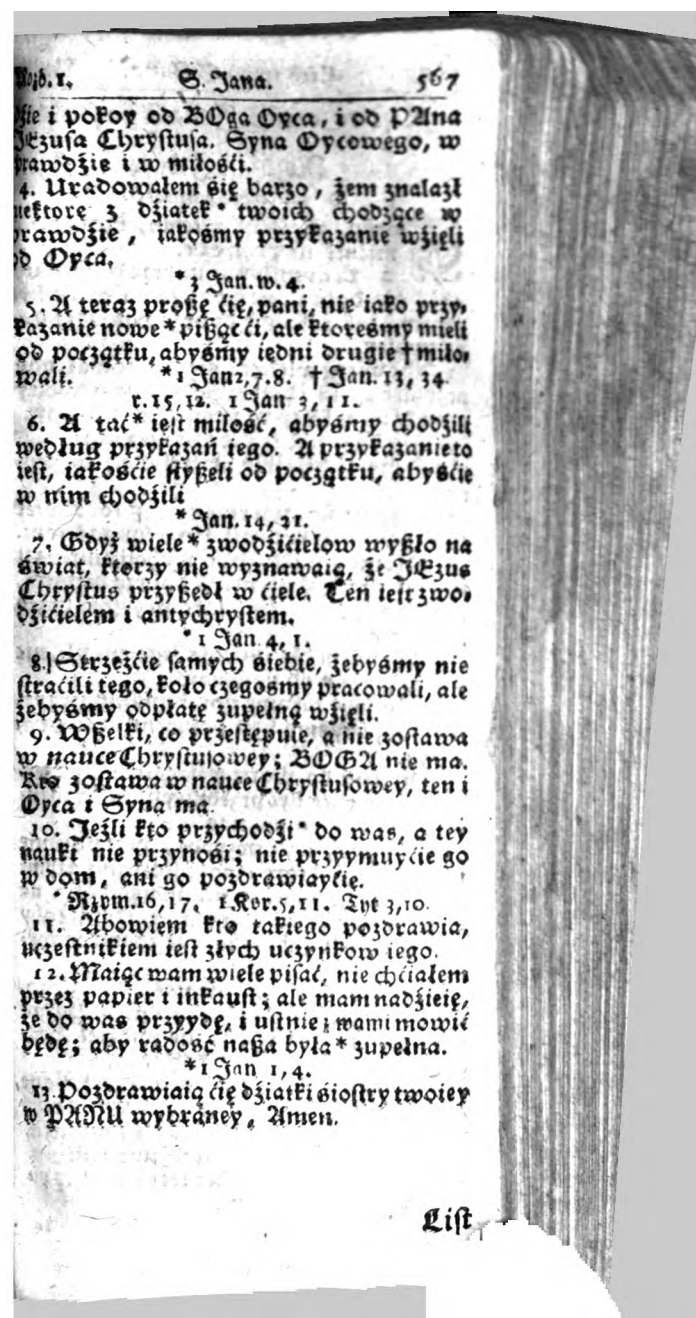 Rozd. 1. S. Jana. 567
dzie i pokoy od BOga Oyca, i od PAna
JEzusa Chrystusa. Syna Oycowego, w
prawdźie i w miłośći.
4. Uradowałem się barzo, żem znalazł
niektore z dźiatek * twoich chodzące w
prawdźie, iakośmy przykazanie wźięli
od Oyca.
* 3 Jan. w. 4.
5. A teraz proszę ćię, pani, nie iako przy-
kazanie nowe * pisząc ći, ale ktoreśmy mieli
od początku, abyśmy iedni drugie † miło-
wali. * 1 Jan 2, 7. 8. † Jan. 13, 34
r. 15, 12. 1 Jan 3, 11.
6. A tać * iest miłość, abyśmy chodźili
według przykazań iego. A przykazanie to
iest, iakośćie słyszeli od początku, abyśćie
w nim chodźili
* Jan. 14, 21.
7. Gdyż wiele * zwodźićielow wyszło na
świat, ktorzy nie wyznawaią, że JEzus
Chrystus przyszedł w ćiele. Ten iest zwo-
dźićielem i antychrystem.
* 1 Jan 4, 1.
8. Strzeżćie samych siebie, żebyśmy nie
straćili tego, koło czegosmy pracowali, ale
żebyśmy odpłatę zupełną wźięli.
9. Wszelki, co przestępuie, a nie zostawa
w nauce Chrystusowey; BOGA nie ma.
Kto zostawa w nauce Chrystusowey, ten i
Oyca i Syna ma.
10. Jeżli kto przychodźi * do was, a tey
nauki nie przynośi; nie przyymuyćie go
w dom, ani go pozdrawiayćie.
* Rzym. 16, 17. 1 Kor. 5, 11. Tyt 3, 10.
11. Abowiem kto takiego pozdrawia,
uczestnikiem iest złych uczynkow iego.
12. Maiąc wam wiele pisać, nie chćiałem
przez papier i inkaust; ale mam nadźieię,
że do was przyydę, i ustnie z wami mowić
będę; aby radość nasza była * zupełna.
* 1 Jan 1, 4.
13 Pozdrawiaią ćię dźiatki siostry twoiey
w PANU wybraney, Amen.
List